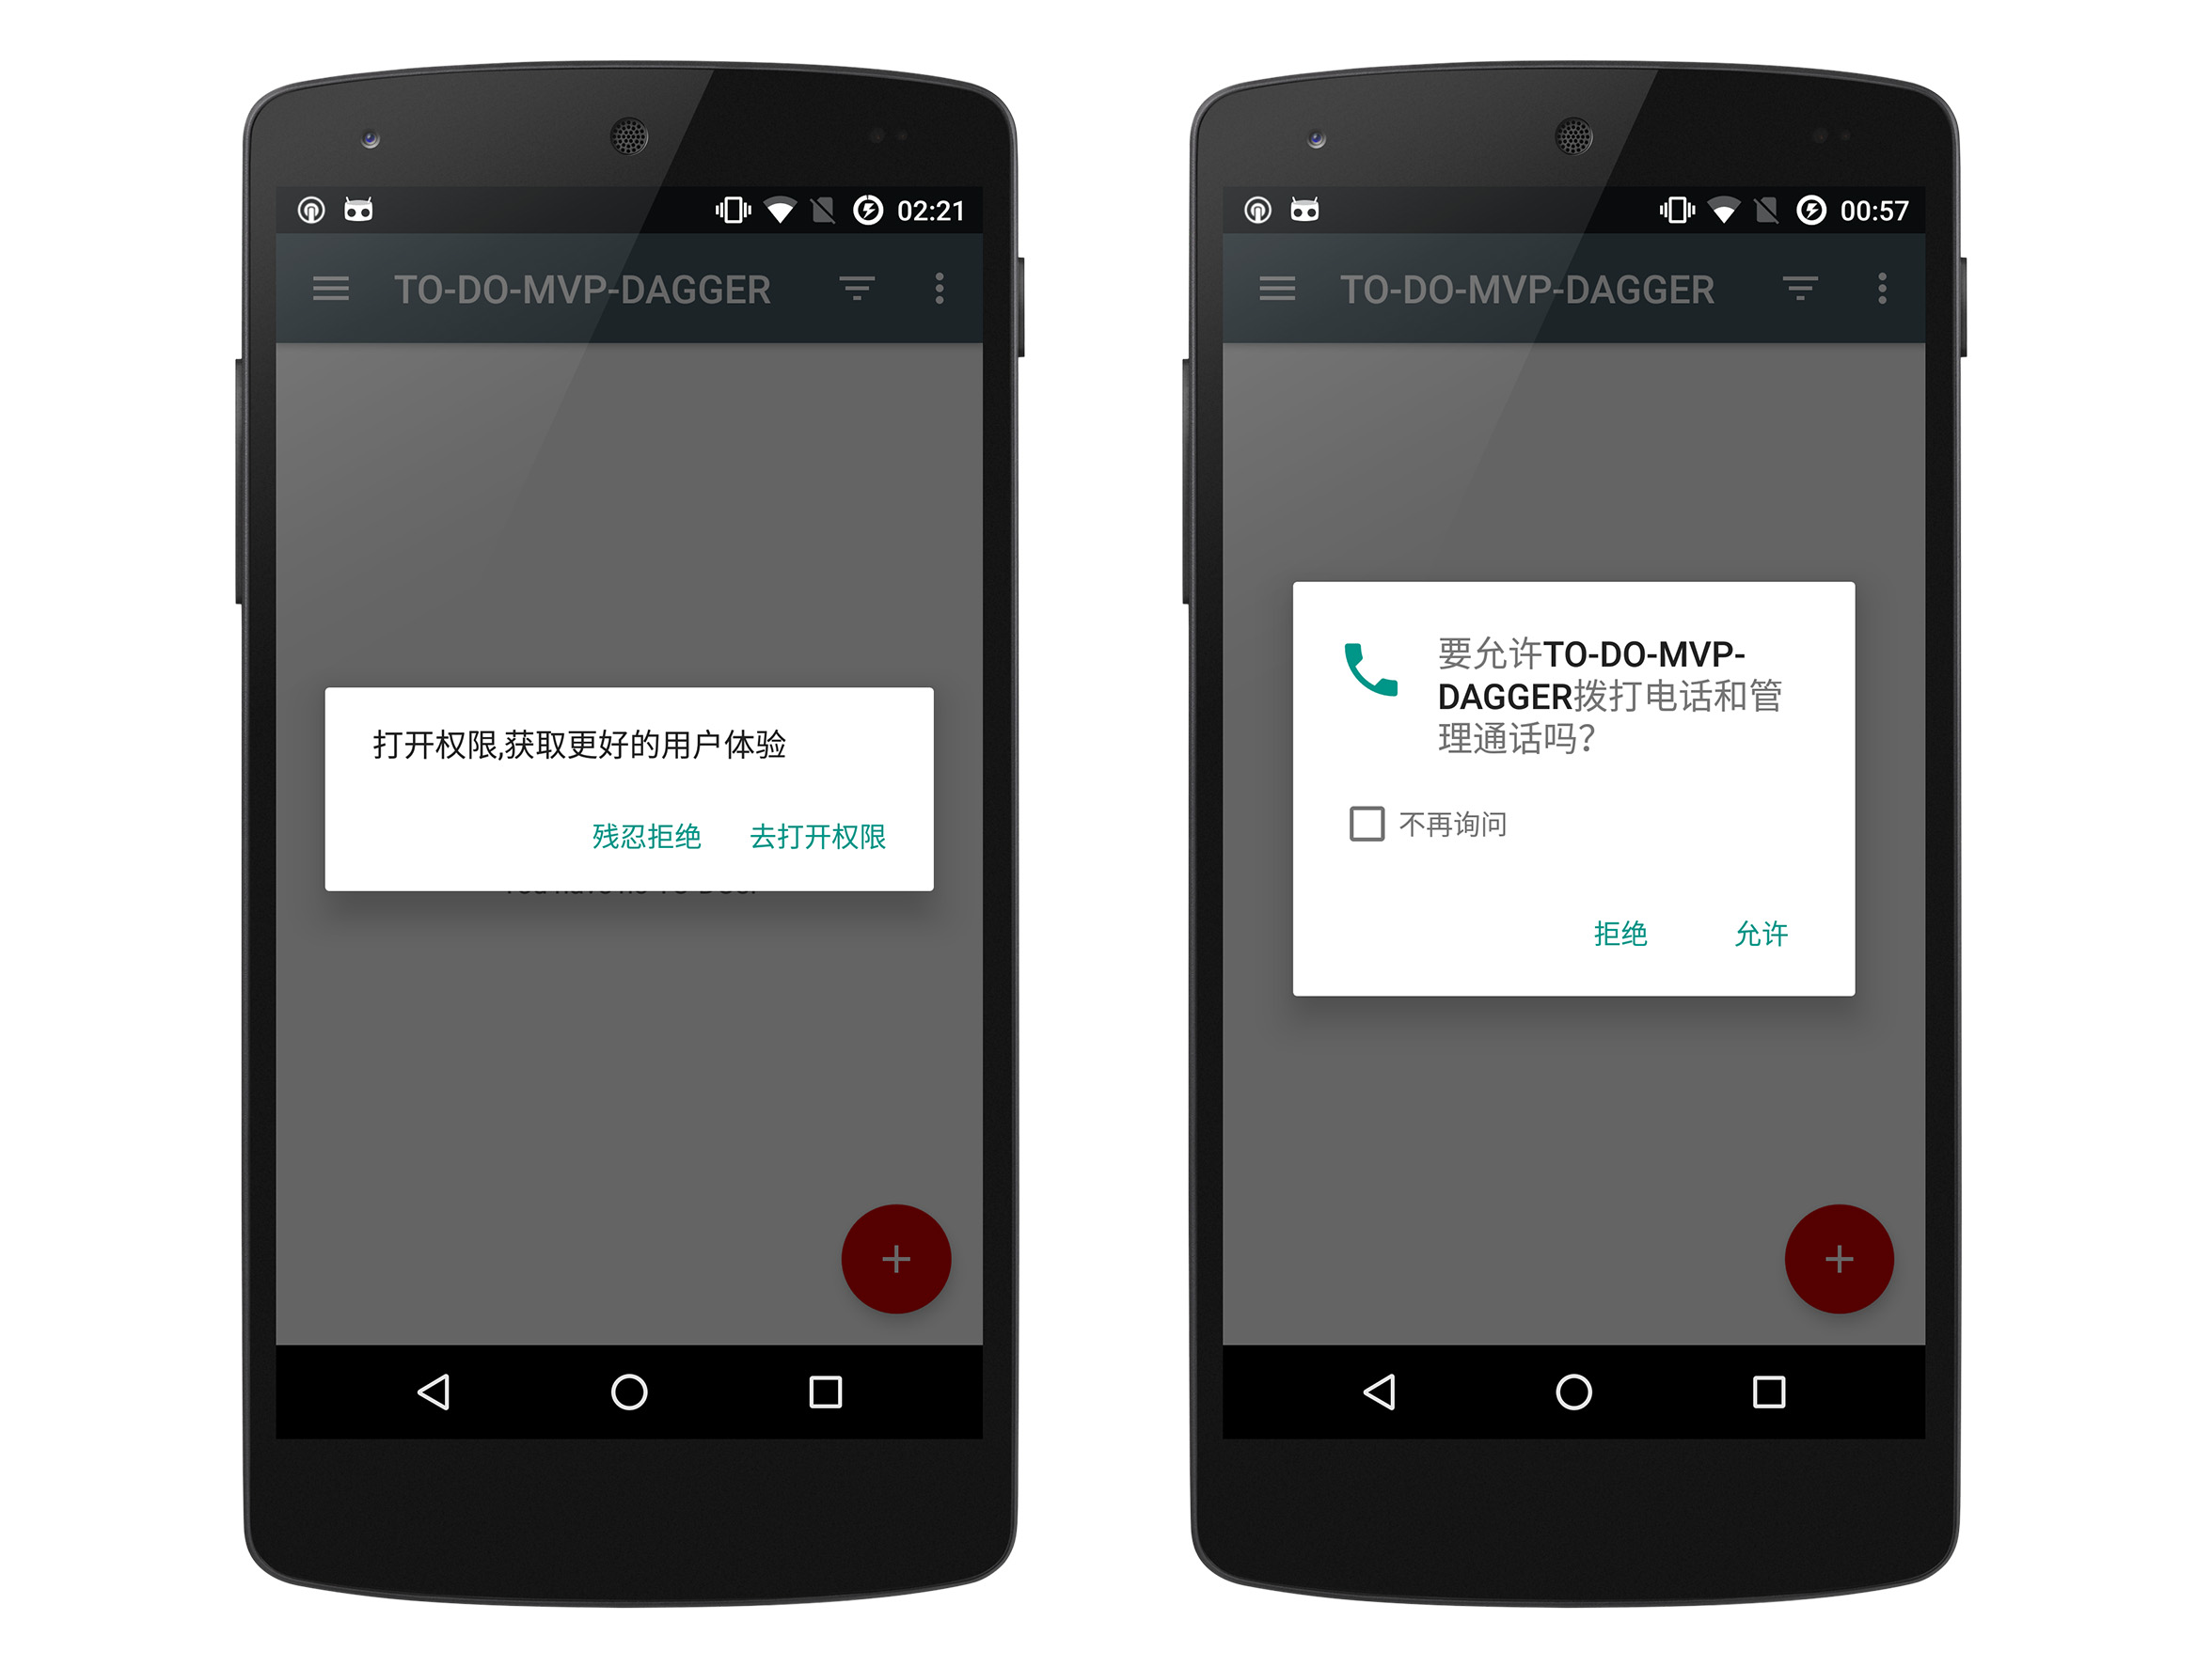 02:21
TO-DO-MVP-DAGGER
打开权限,获取更好的用户体验
残忍拒绝 去打开权限
00:57
TO-DO-MVP-DAGGER
要允许TO-DO-MVP-
DAGGER拨打电话和管
理通话吗?
不再询问
拒绝 允许